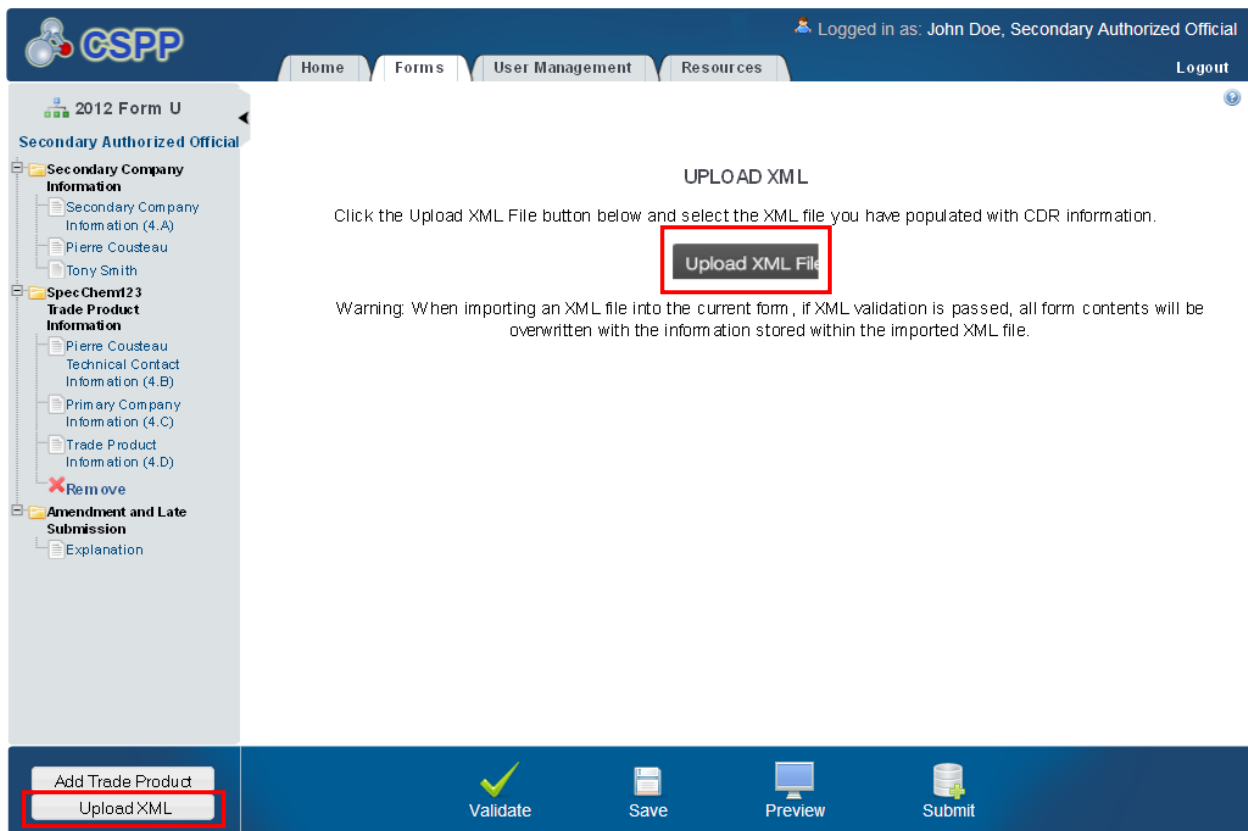 CSPP
Logged in as: John Doe, Secondary Authorized Official
Home
Forms
User Management
Resources
Logout
2012 Form U
Secondary Authorized Official
Secondary Company
Information
Secondary Company
Information (4.A)
Pierre Cousteau
Tony Smith
SpecChem123
Trade Product
Information
Pierre Cousteau
Technical Contact
Information (4.B)
Primary Company
Information (4.C)
Trade Product
Information (4.D)
Remove
Amendment and Late
Submission
Explanation
UPLOAD XML
Click the Upload XML File button below and select the XML file you have populated with CDR information.
Upload XML File
Warning: When importing an XML file into the current form, if XML validation is passed, all form contents will be
overwritten with the information stored within the imported XML file.
Add Trade Product
Upload XML
Validate
Save
Preview
Submit